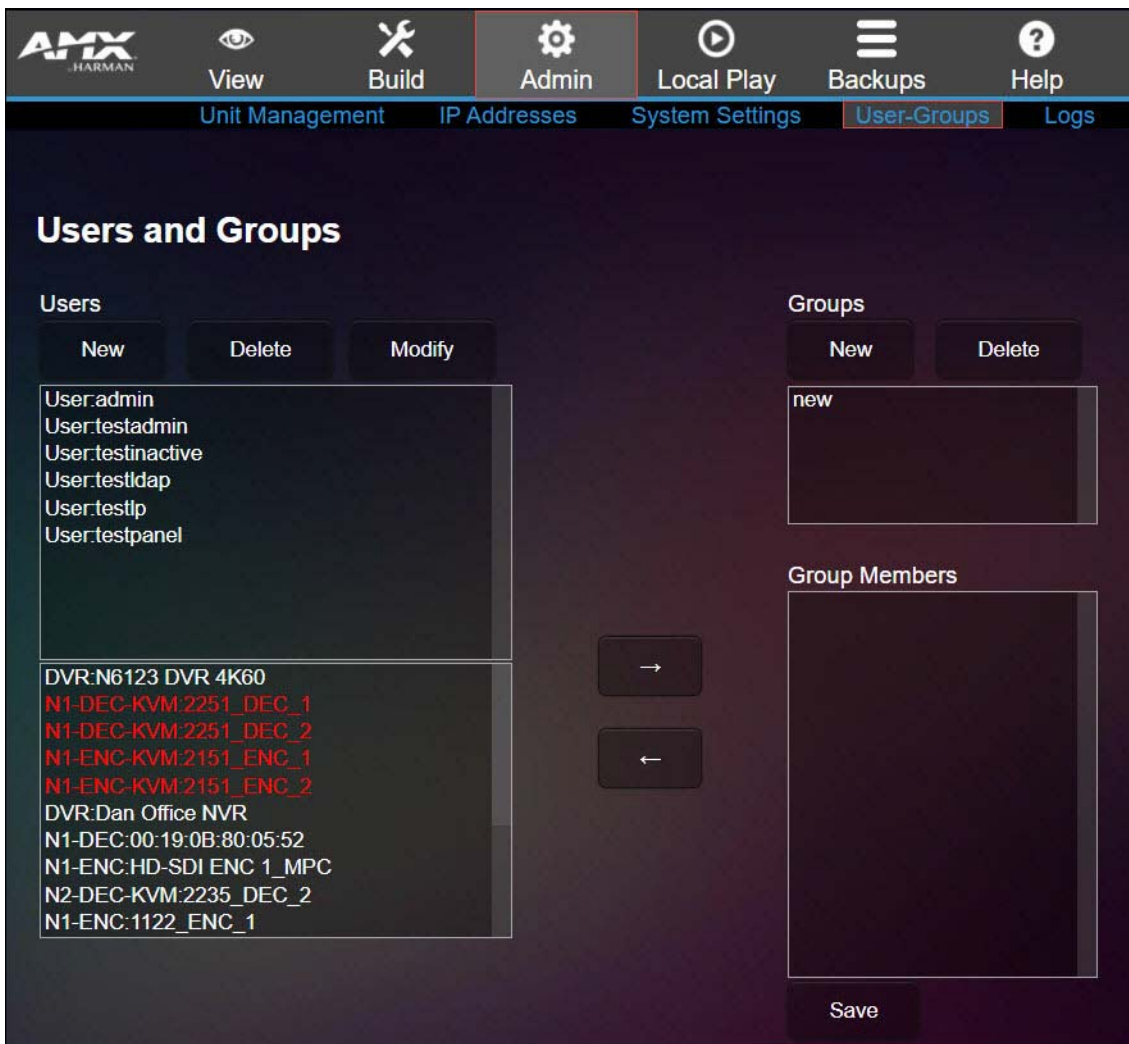 AMX
HARMAN
View
Build
Admin
Local Play
Backups
? Help
Unit Management
IP Addresses
System Settings
User-Groups
Logs
Users and Groups
Users
New
Delete
Modify
User:admin
User:testadmin
User:testinactive
User:testldap
User:testlp
User:testpanel
DVR:N6123 DVR 4K60
N1-DEC-KVM:2251_DEC_1
N1-DEC-KVM:2251_DEC_2
N1-ENC-KVM:2151_ENC_1
N1-ENC-KVM:2151_ENC_2
DVR:Dan Office NVR
N1-DEC:00:19:0B:80:05:52
N1-ENC:HD-SDI ENC 1_MPC
N2-DEC-KVM:2235_DEC_2
N1-ENC:1122_ENC_1
→
←
Groups
New
Delete
new
Group Members
Save